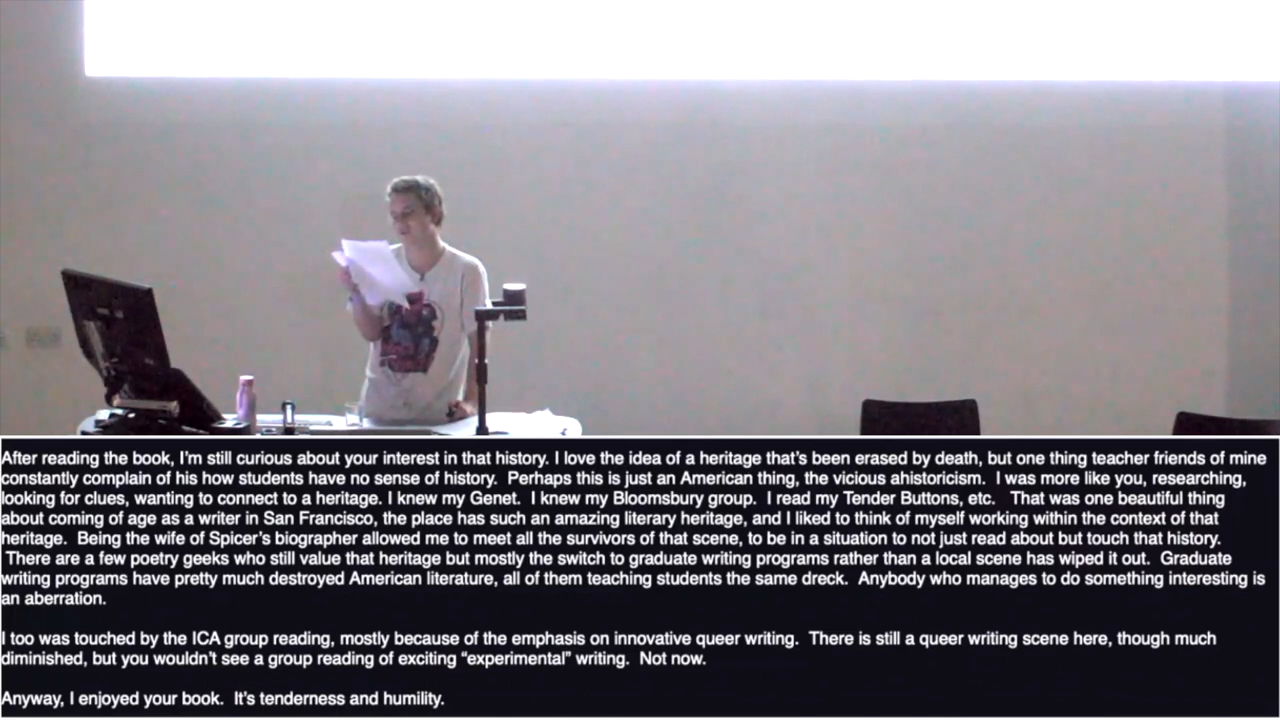 After reading the book, I'm still curious about your interest in that history. I love the idea of a heritage that's been erased by death, but one thing teacher friends of mine
constantly complain of his how students have no sense of history.  Perhaps this is just an American thing, the vicious ahistoricism.  I was more like you, researching,
looking for clues, wanting to connect to a heritage. I knew my Genet.  I knew my Bloomsbury group.  I read my Tender Buttons, etc.   That was one beautiful thing
about coming of age as a writer in San Francisco, the place has such an amazing literary heritage, and I liked to think of myself working within the context of that
heritage.  Being the wife of Spicer's biographer allowed me to meet all the survivors of that scene, to be in a situation to not just read about but touch that history.
There are a few poetry geeks who still value that heritage but mostly the switch to graduate writing programs rather than a local scene has wiped it out.  Graduate
writing programs have pretty much destroyed American literature, all of them teaching students the same dreck.  Anybody who manages to do something interesting is
an aberration.
I too was touched by the ICA group reading, mostly because of the emphasis on innovative queer writing.  There is still a queer writing scene here, though much
diminished, but you wouldn't see a group reading of exciting “experimental” writing.  Not now.
Anyway, I enjoyed your book.  It's tenderness and humility.